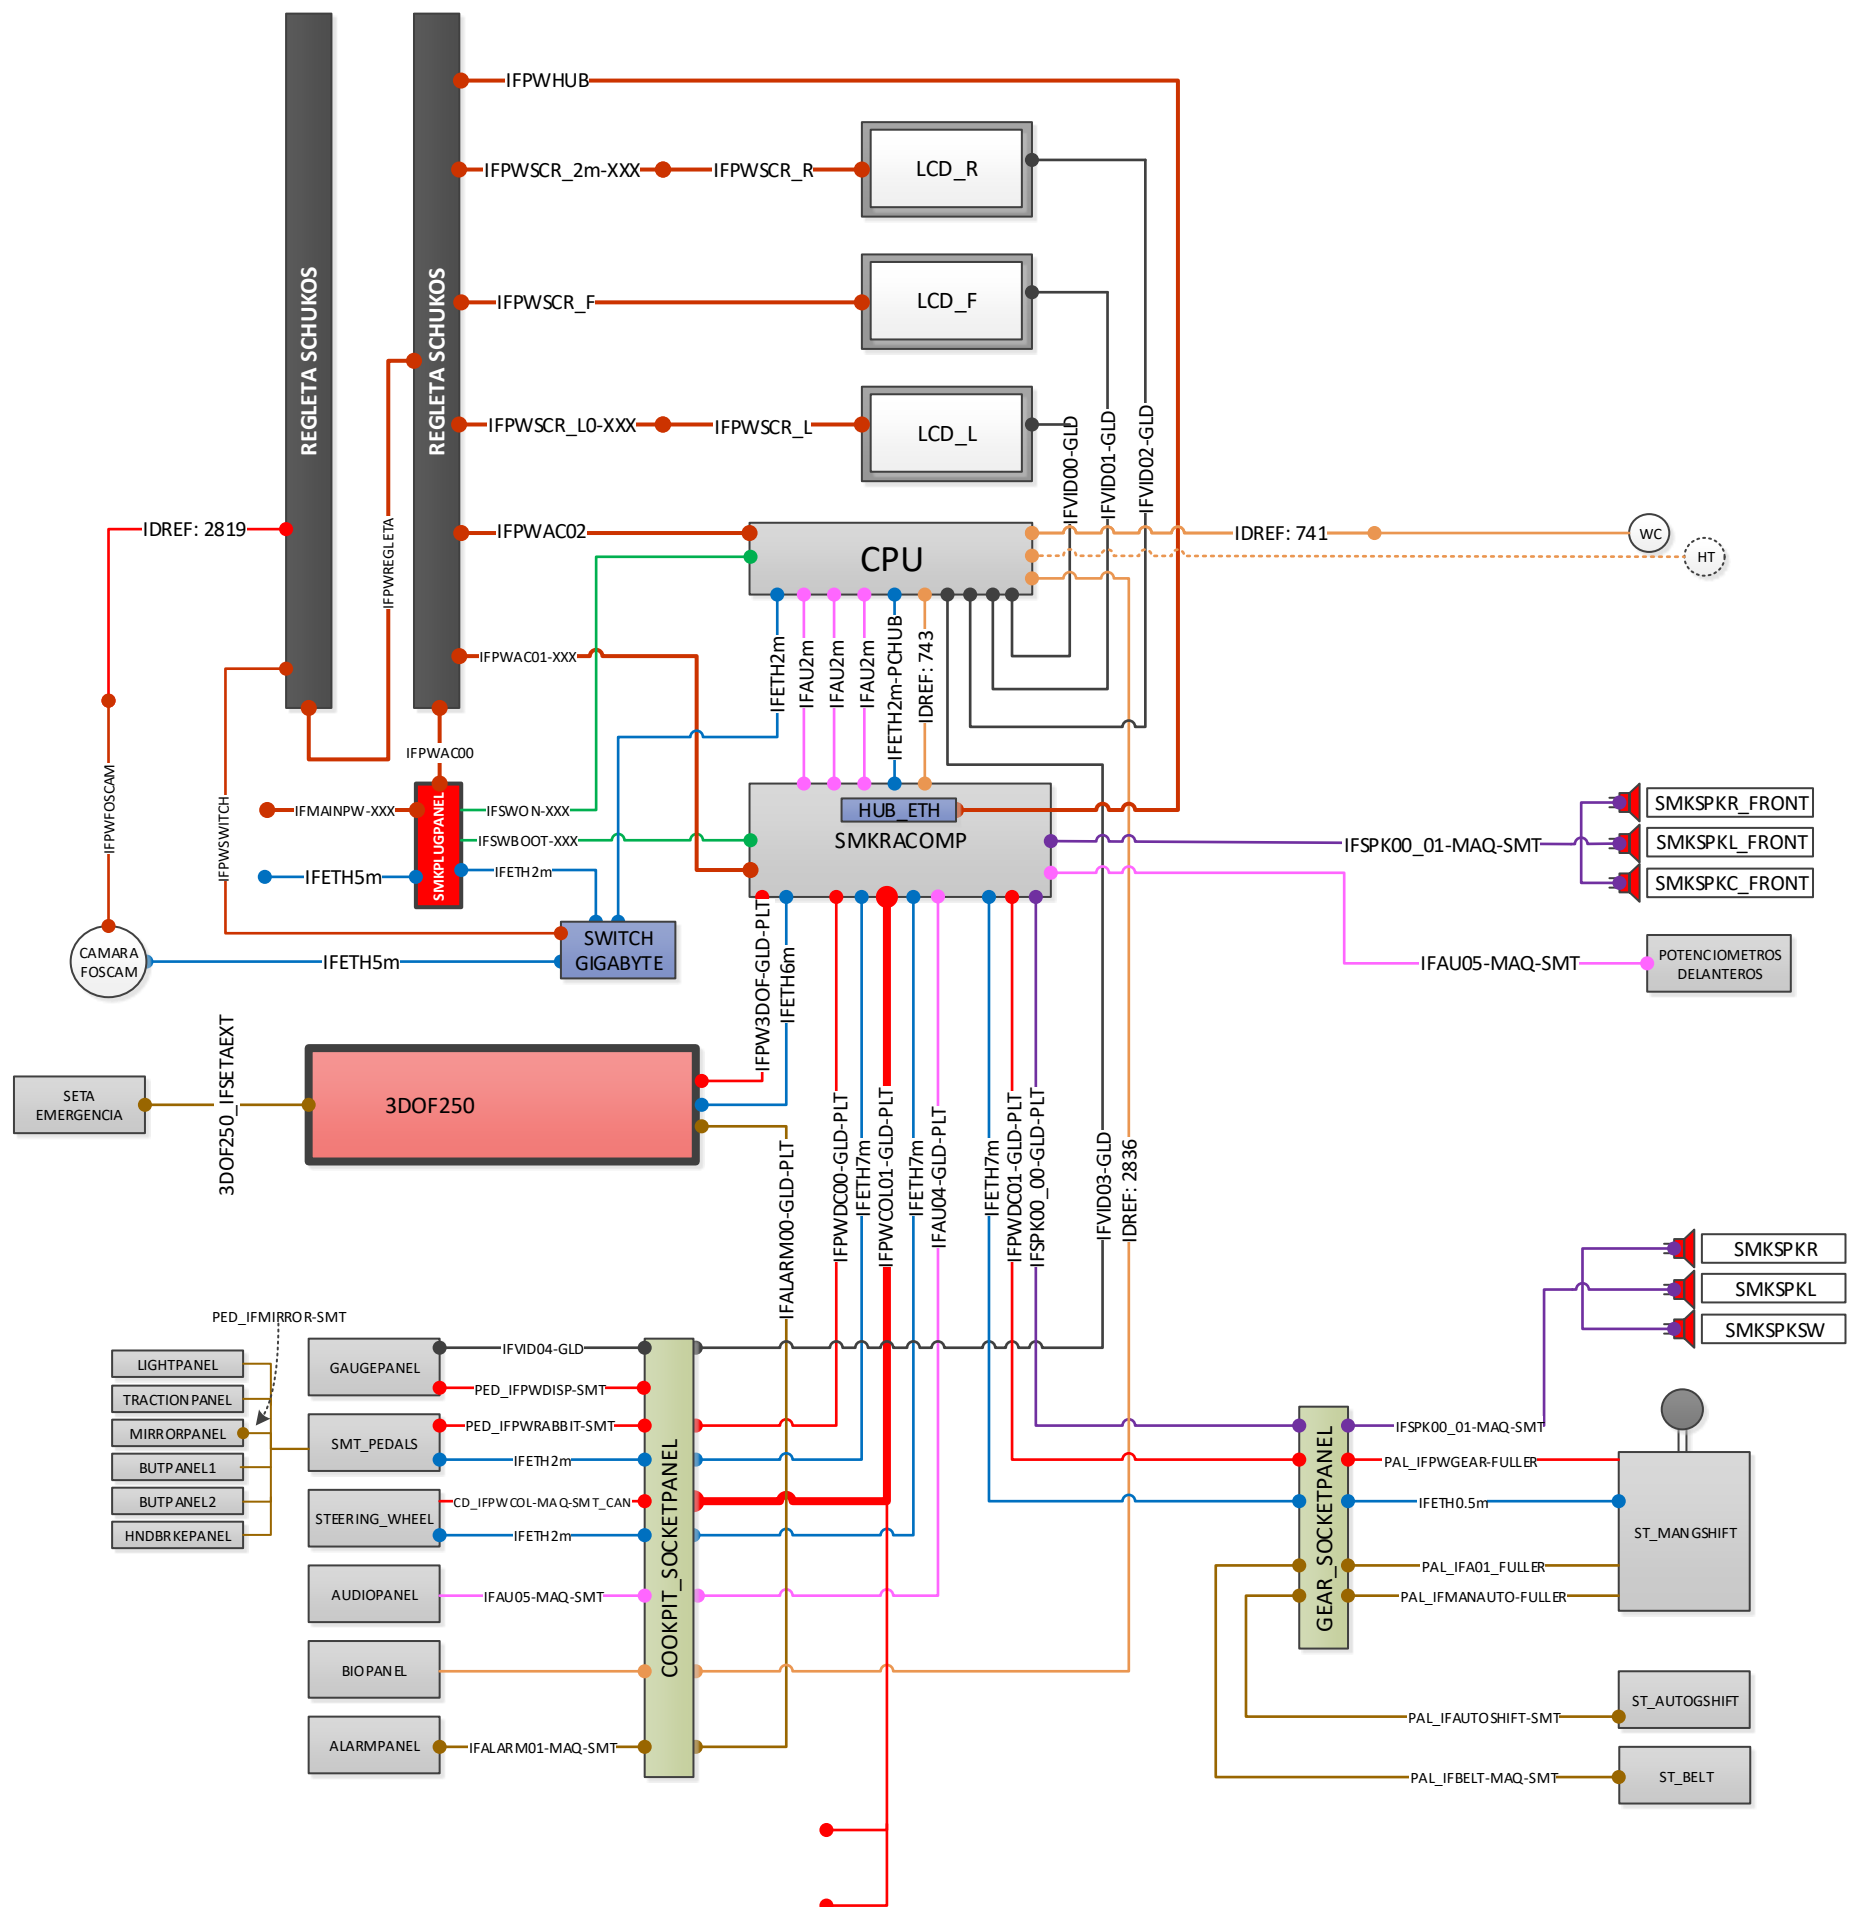 IFPWHUB
IFPWSCR_2m-XXX
IFPWSCR_R
LCD_R
REGLETA SCHUKOS
REGLETA SCHUKOS
IFPWSCR_F
LCD_F
IFPWSCR_L0-XXX
IFPWSCR_L
LCD_L
IFVID00-GLD
IFVID01-GLD
IFVID02-GLD
IDREF: 2819
IFPWREGLETA
IFPWAC02
CPU
IDREF: 741
WC
HT
IFPWAC01-XXX
IFETH2m
IFAU2m
IFAU2m
IFAU2m
IFETH2m-PCHUB
IDREF: 743
IFPWAC00
IFPWFOSCAM
IFPWSWITCH
IFMAINPW-XXX
SMKPLUGPANEL
IFSWON-XXX
IFSWBOOT-XXX
IFETH2m
IFETH5m
HUB_ETH
SMKRACOMP
IFSPK00_01-MAQ-SMT
SMKSPKR_FRONT
SMKSPKL_FRONT
SMKSPKC_FRONT
CAMARA
FOSCAM
IFETH5m
SWITCH
GIGABYTE
IFAU05-MAQ-SMT
POTENCIOMETROS
DELANTEROS
IFPW3DOF-GLD-PLT
IFETH6m
SETA
EMERGENCIA
3DOF250_IFSETAEXT
3DOF250
IFALARM00-GLD-PLT
IFPWDC00-GLD-PLT
IFETH7m
IFPWCOL01-GLD-PLT
IFETH7m
IFAU04-GLD-PLT
IFETH7m
IFPWDC01-GLD-PLT
IFSPK00_00-GLD-PLT
IFVID03-GLD
IDREF: 2836
SMKSPKR
SMKSPKL
SMKSPKSW
PED_IFMIRROR-SMT
LIGHTPANEL
TRACTIONPANEL
MIRRORPANEL
BUTPANEL1
BUTPANEL2
HNDBRKEPANEL
GAUGEPANEL
IFVID04-GLD
PED_IFPWDISP-SMT
SMT_PEDALS
PED_IFPWRABBIT-SMT
IFETH2m
STEERING_WHEEL
CD_IFPWCOL-MAQ-SMT_CAN
IFETH2m
AUDIOPANEL
IFAU05-MAQ-SMT
BIOPANEL
ALARMPANEL
IFALARM01-MAQ-SMT
COOKPIT_SOCKETPANEL
GEAR_SOCKETPANEL
IFSPK00_01-MAQ-SMT
PAL_IFPWGEAR-FULLER
IFETH0.5m
ST_MANGSHIFT
PAL_IFA01_FULLER
PAL_IFMANAUTO-FULLER
PAL_IFAUTOSHIFT-SMT
ST_AUTOGSHIFT
PAL_IFBELT-MAQ-SMT
ST_BELT